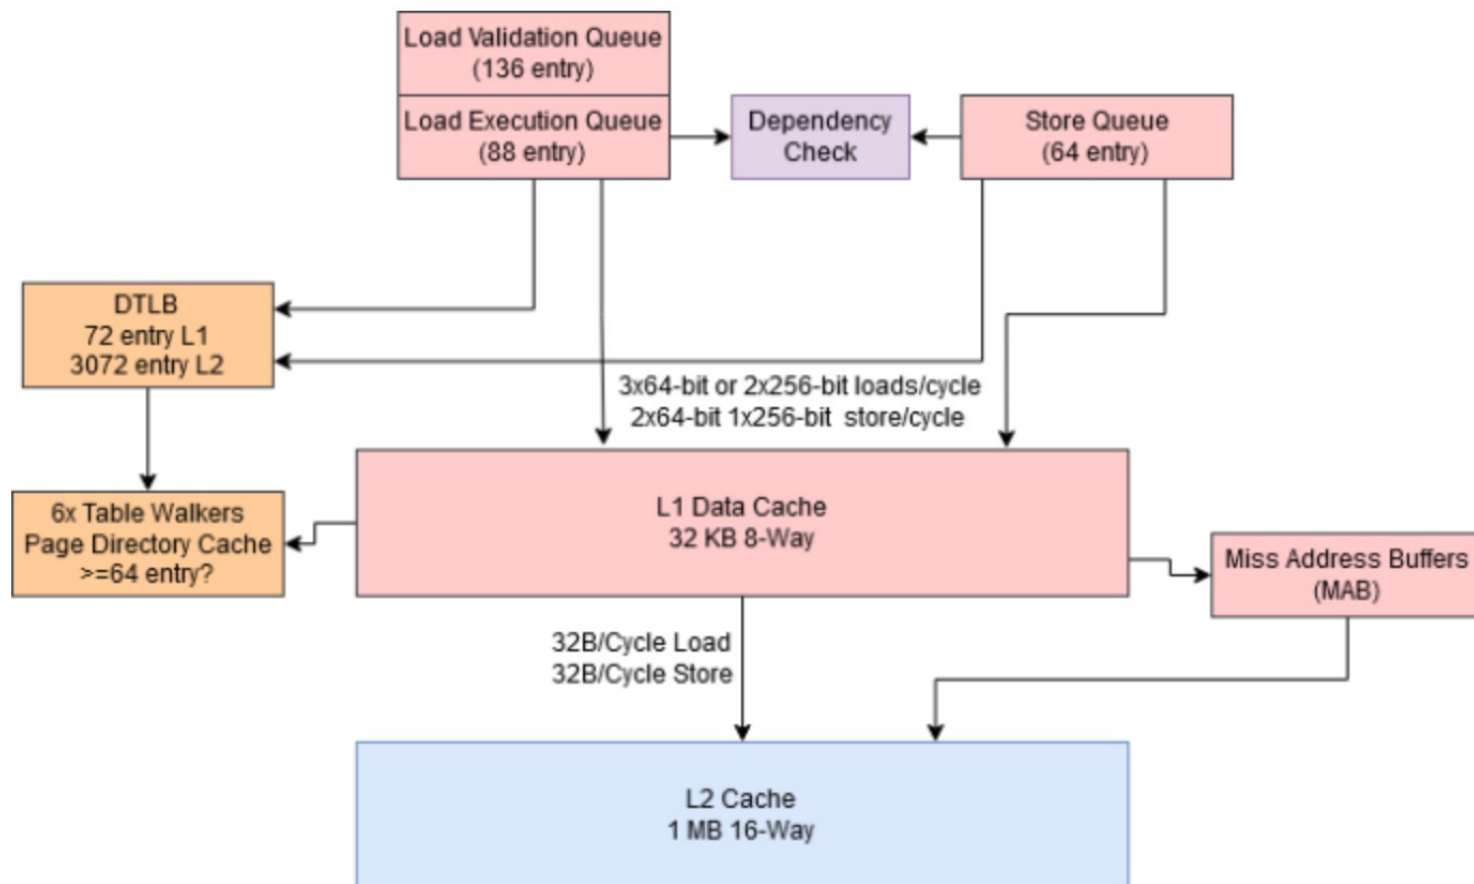 Load Validation Queue
(136 entry)
Load Execution Queue
(88 entry)
Dependency
Check
Store Queue
(64 entry)
DTLB
72 entry L1
3072 entry L2
3x64-bit or 2x256-bit loads/cycle
2x64-bit 1x256-bit store/cycle
6x Table Walkers
Page Directory Cache
>=64 entry?
L1 Data Cache
32 KB 8-Way
Miss Address Buffers
(MAB)
32B/Cycle Load
32B/Cycle Store
L2 Cache
1 MB 16-Way